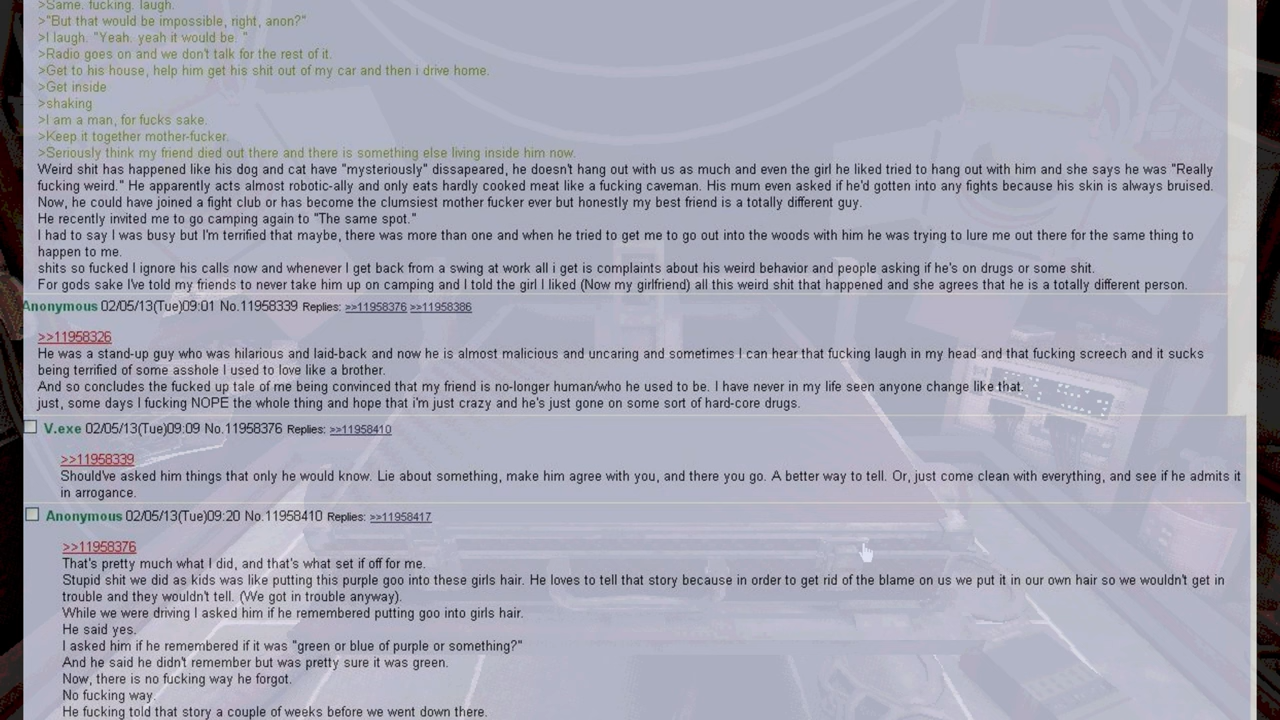 >Same. fucking. laugh.
>"But that would be impossible, right, anon?"
>I laugh. "Yeah. yeah it would be. "
>Radio goes on and we don't talk for the rest of it.
>Get to his house, help him get his shit out of my car and then i drive home.
>Get inside
>shaking
>I am a man, for fucks sake.
>Keep it together mother-fucker.
>Seriously think my friend died out there and there is something else living inside him now.
Weird shit has happened like his dog and cat have "mysteriously" dissapeared, he doesn't hang out with us as much and even the girl he liked tried to hang out with him and she says he was "Really
fucking weird." He apparently acts almost robotic-ally and only eats hardly cooked meat like a fucking caveman. His mum even asked if he'd gotten into any fights because his skin is always bruised.
Now, he could have joined a fight club or has become the clumsiest mother fucker ever but honestly my best friend is a totally different guy.
He recently invited me to go camping again to "The same spot."
I had to say I was busy but I'm terrified that maybe, there was more than one and when he tried to get me to go out into the woods with him he was trying to lure me out there for the same thing to
happen to me.
shits so fucked I ignore his calls now and whenever I get back from a swing at work all i get is complaints about his weird behavior and people asking if he's on drugs or some shit.
For gods sake I've told my friends to never take him up on camping and I told the girl I liked (Now my girlfriend) all this weird shit that happened and she agrees that he is a totally different person.
Anonymous 02/05/13(Tue)09:01 No.11958339 Replies: >>11958376 >>11958386
>>11958326
He was a stand-up guy who was hilarious and laid-back and now he is almost malicious and uncaring and sometimes I can hear that fucking laugh in my head and that fucking screech and it sucks
being terrified of some asshole I used to love like a brother.
And so concludes the fucked up tale of me being convinced that my friend is no-longer human/who he used to be. I have never in my life seen anyone change like that.
just, some days I fucking NOPE the whole thing and hope that i'm just crazy and he's just gone on some sort of hard-core drugs.
V.exe 02/05/13(Tue)09:09 No.11958376 Replies: >>11958410
>>11958339
Should've asked him things that only he would know. Lie about something, make him agree with you, and there you go. A better way to tell. Or, just come clean with everything, and see if he admits it
in arrogance.
Anonymous 02/05/13(Tue)09:20 No.11958410 Replies: >>11958417
>>11958376
That's pretty much what I did, and that's what set if off for me.
Stupid shit we did as kids was like putting this purple goo into these girls hair. He loves to tell that story because in order to get rid of the blame on us we put it in our own hair so we wouldn't get in
trouble and they wouldn't tell. (We got in trouble anyway).
While we were driving I asked him if he remembered putting goo into girls hair.
He said yes.
I asked him if he remembered if it was "green or blue of purple or something?"
And he said he didn't remember but was pretty sure it was green.
Now, there is no fucking way he forgot.
No fucking way.
He fucking told that story a couple of weeks before we went down there.